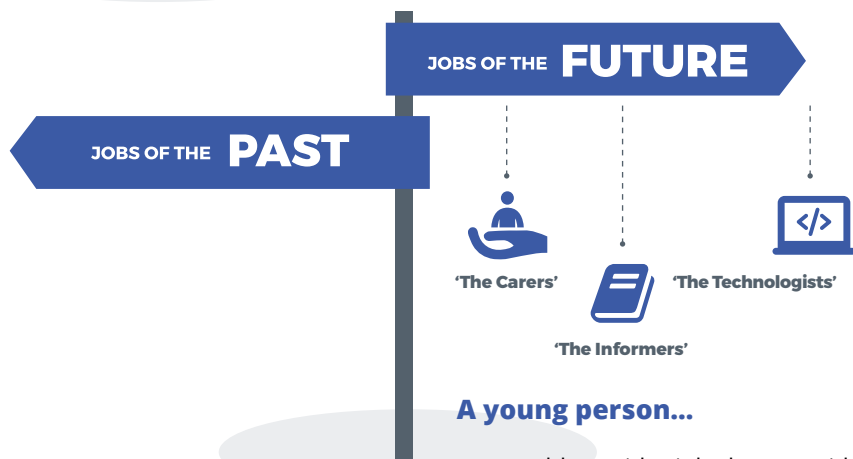 JOBS OF THE FUTURE
JOBS OF THE PAST
‘The Carers’
‘The Technologists’
‘The Informers’
A young person...